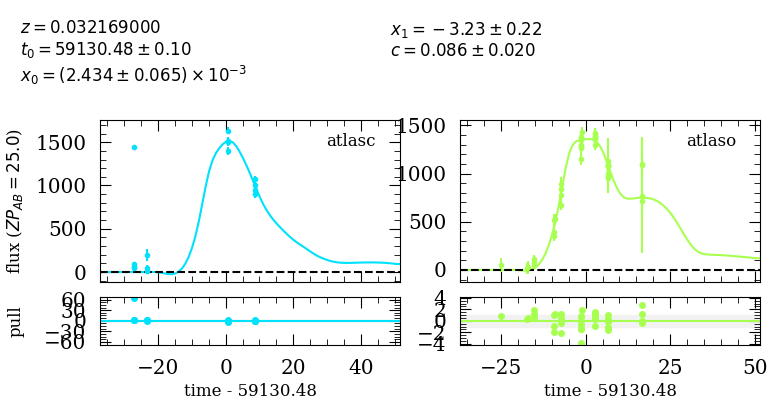 z = 0.032169000
t0 = 59130.48 ± 0.10
x0 = (2.434 ± 0.065) × 10⁻³
x1 = −3.23 ± 0.22
c = 0.086 ± 0.020
flux (ZP_AB = 25.0)
1500
1000
500
0
atlasc
1500
1000
500
0
atlaso
pull
60
30
0
−30
−60
4
2
0
−2
−4
−20 0 20 40
−25 0 25 50
time - 59130.48
time - 59130.48